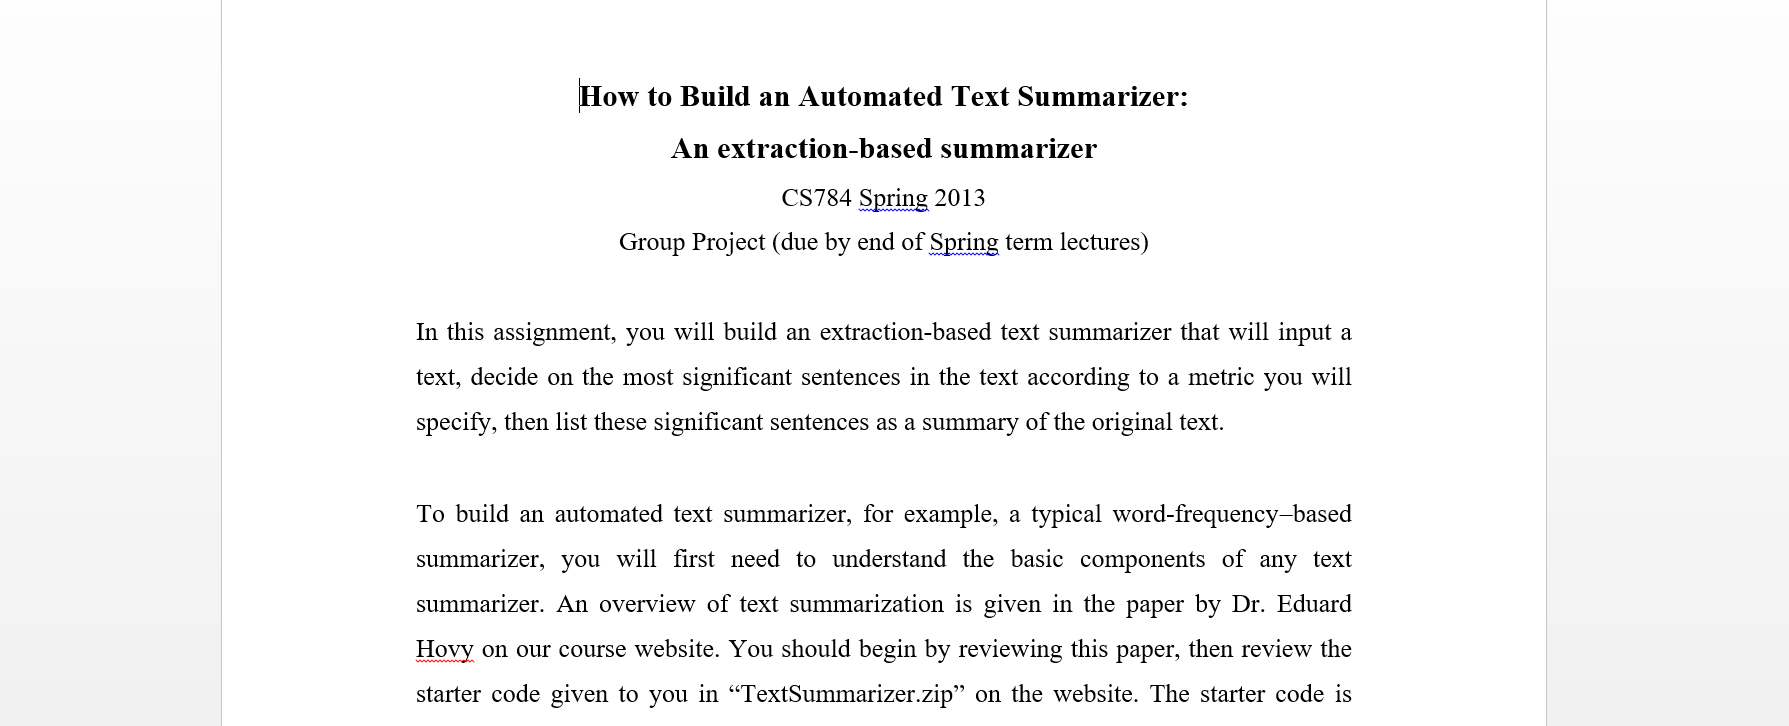 How to Build an Automated Text Summarizer:
An extraction-based summarizer
CS784 Spring 2013
Group Project (due by end of Spring term lectures)
In this assignment, you will build an extraction-based text summarizer that will input a
text, decide on the most significant sentences in the text according to a metric you will
specify, then list these significant sentences as a summary of the original text.
To build an automated text summarizer, for example, a typical word-frequency–based
summarizer, you will first need to understand the basic components of any text
summarizer. An overview of text summarization is given in the paper by Dr. Eduard
Hovy on our course website. You should begin by reviewing this paper, then review the
starter code given to you in “TextSummarizer.zip” on the website. The starter code is